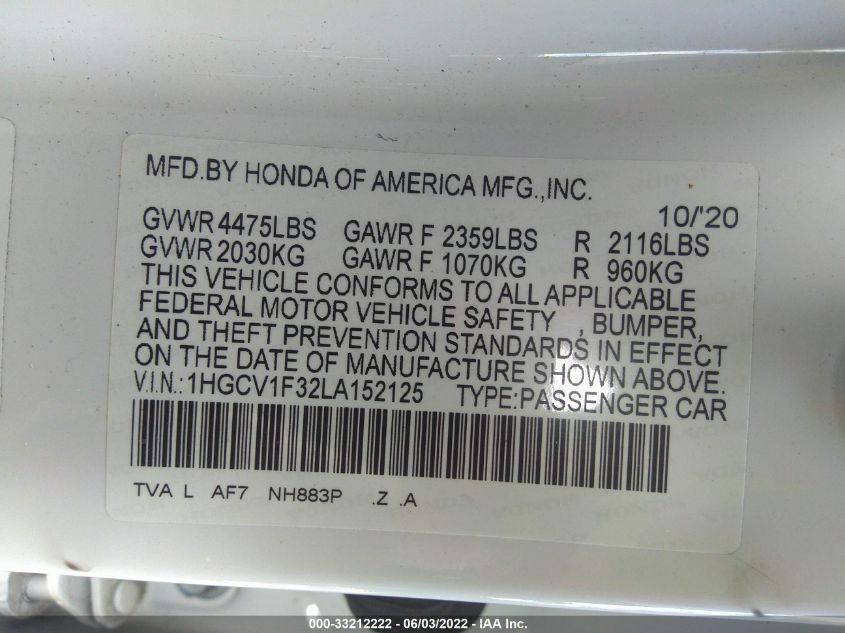 MFD.BY HONDA OF AMERICA MFG.,INC.
10/'20
GVWR 4475LBS GAWR F 2359LBS R 2116LBS
GVWR 2030KG GAWR F 1070KG R 960KG
THIS VEHICLE CONFORMS TO ALL APPLICABLE
FEDERAL MOTOR VEHICLE SAFETY , BUMPER,
AND THEFT PREVENTION STANDARDS IN EFFECT
ON THE DATE OF MANUFACTURE SHOWN ABOVE.
V.I.N.:1HGCV1F32LA152125 TYPE:PASSENGER CAR
TVA L AF7 NH883P .Z .A
000-33212222 - 06/03/2022 - IAA Inc.